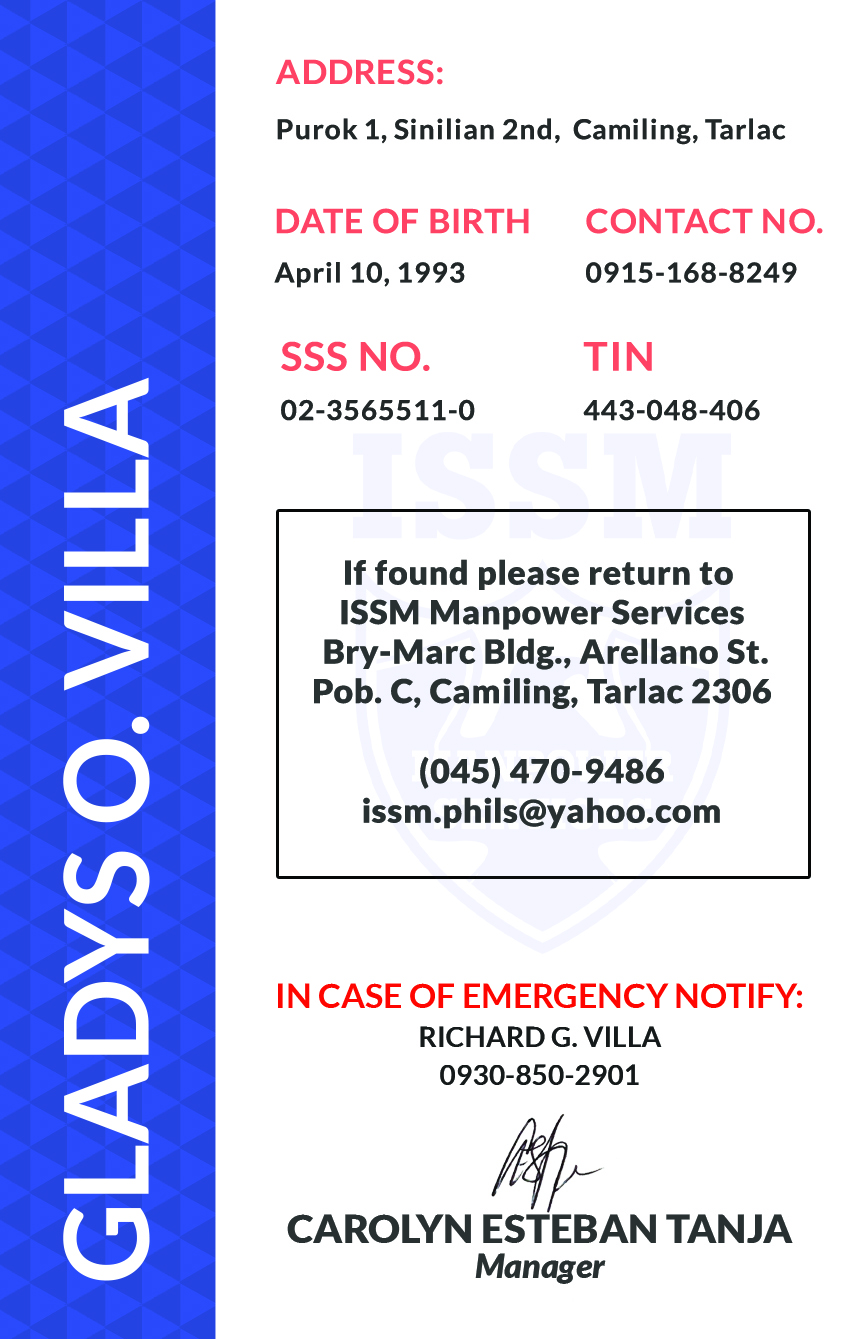 GLADYS O. VILLA
ADDRESS:
Purok 1, Sinilian 2nd, Camiling, Tarlac
DATE OF BIRTH
April 10, 1993
CONTACT NO.
0915-168-8249
SSS NO.
02-3565511-0
TIN
443-048-406
ISSM
If found please return to
ISSM Manpower Services
Bry-Marc Bldg., Arellano St.
Pob. C, Camiling, Tarlac 2306
(045) 470-9486
issm.phils@yahoo.com
IN CASE OF EMERGENCY NOTIFY:
RICHARD G. VILLA
0930-850-2901
CAROLYN ESTEBAN TANJA
Manager